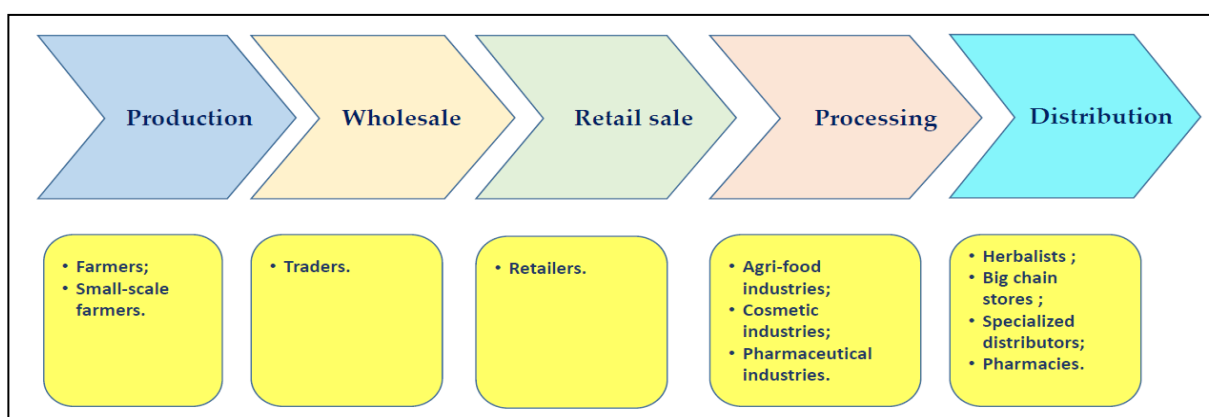 Production
Wholesale
Retail sale
Processing
Distribution
• Farmers;
• Small-scale
farmers.
• Traders.
• Retailers.
• Agri-food
industries;
• Cosmetic
industries;
• Pharmaceutical
industries.
• Herbalists ;
• Big chain
stores ;
• Specialized
distributors;
• Pharmacies.